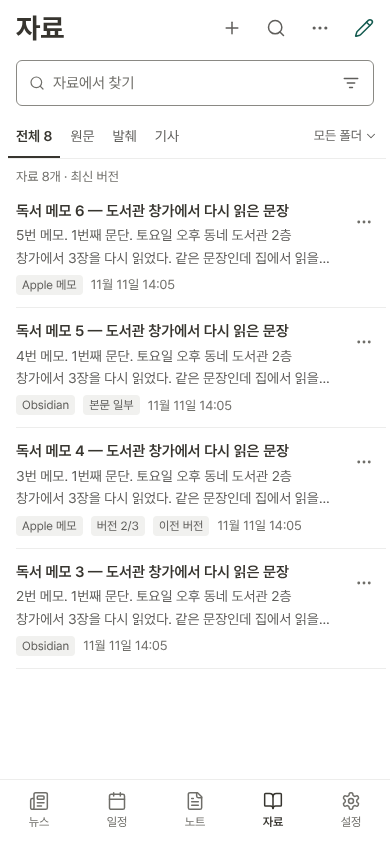 자료
자료에서 찾기
전체 8 원문 발췌 기사 모든 폴더
자료 8개 · 최신 버전
독서 메모 6 — 도서관 창가에서 다시 읽은 문장
5번 메모. 1번째 문단. 토요일 오후 동네 도서관 2층
창가에서 3장을 다시 읽었다. 같은 문장인데 집에서 읽을...
Apple 메모 11월 11일 14:05
독서 메모 5 — 도서관 창가에서 다시 읽은 문장
4번 메모. 1번째 문단. 토요일 오후 동네 도서관 2층
창가에서 3장을 다시 읽었다. 같은 문장인데 집에서 읽을...
Obsidian 본문 일부 11월 11일 14:05
독서 메모 4 — 도서관 창가에서 다시 읽은 문장
3번 메모. 1번째 문단. 토요일 오후 동네 도서관 2층
창가에서 3장을 다시 읽었다. 같은 문장인데 집에서 읽을...
Apple 메모 버전 2/3 이전 버전 11월 11일 14:05
독서 메모 3 — 도서관 창가에서 다시 읽은 문장
2번 메모. 1번째 문단. 토요일 오후 동네 도서관 2층
창가에서 3장을 다시 읽었다. 같은 문장인데 집에서 읽을...
Obsidian 11월 11일 14:05
뉴스 일정 노트 자료 설정